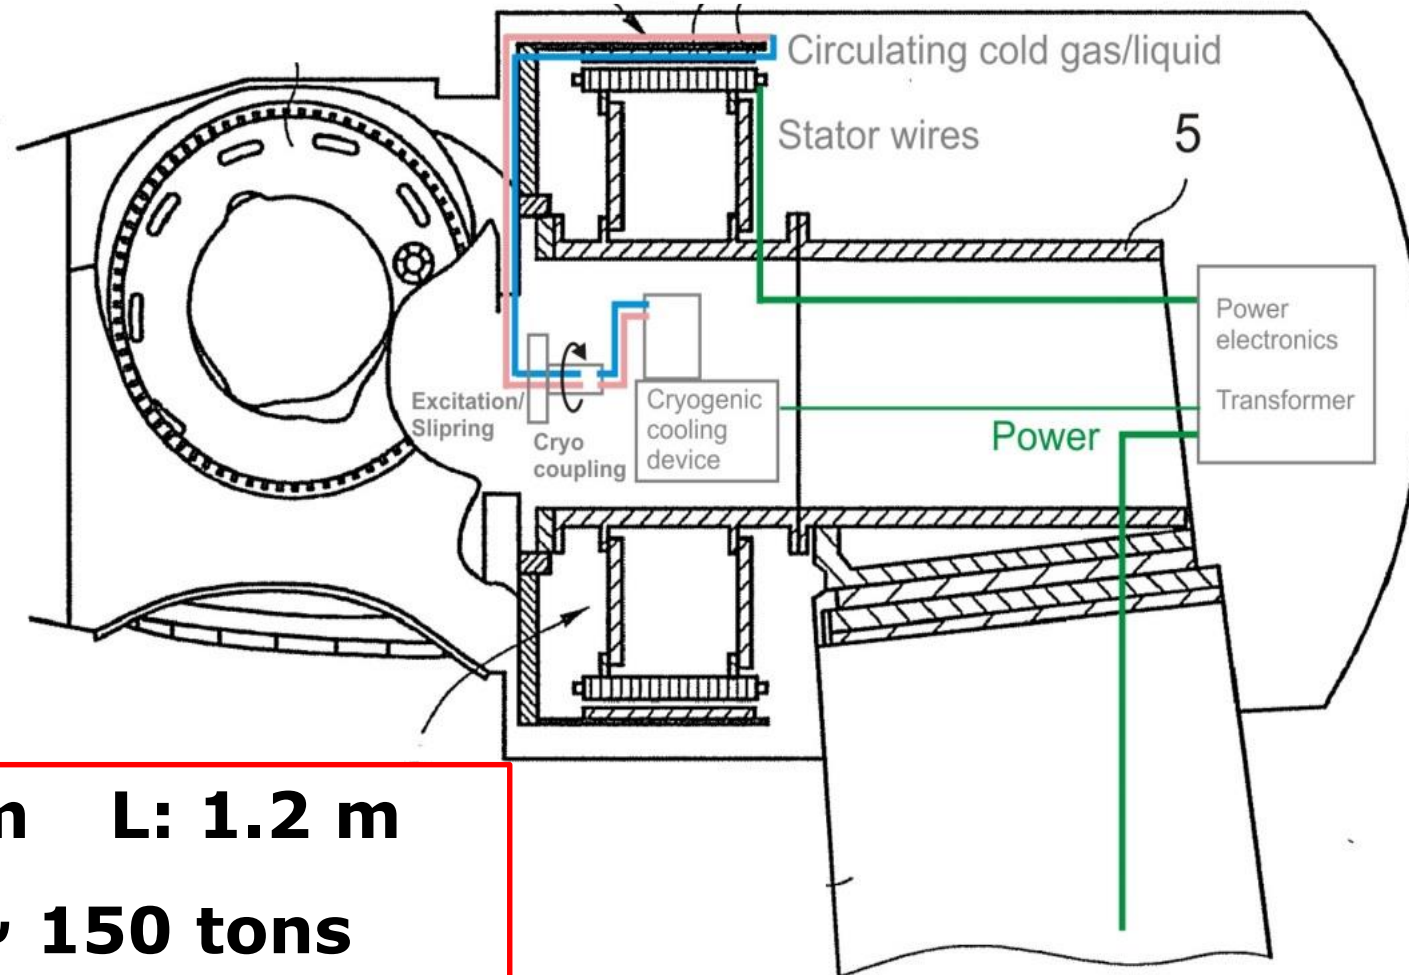 Circulating cold gas/liquid
Stator wires
5
Power
electronics
Transformer
Excitation/
Slipring
Cryo
coupling
Cryogenic
cooling
device
Power
L: 1.2 m
150 tons